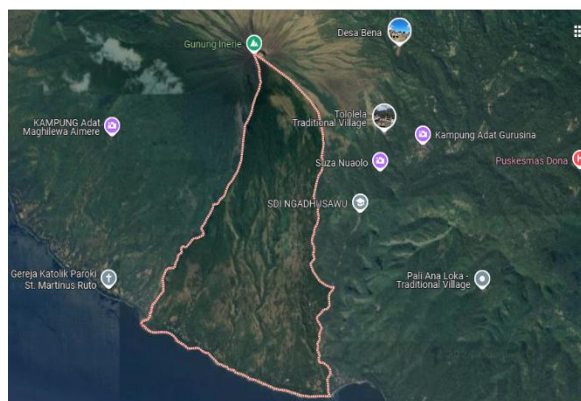 Desa Bena
Gunung Inerie
Tololela
Traditional Village
KAMPUNG Adat
Maghilewa Aimere
Kampung Adat Gurusina
Suza Nuaolo
Puskesmas Dona
H
SDI NGADHUSAWU
Gereja Katolik Paroki
St. Martinus Ruto
Pali Ana Loka -
Traditional Village